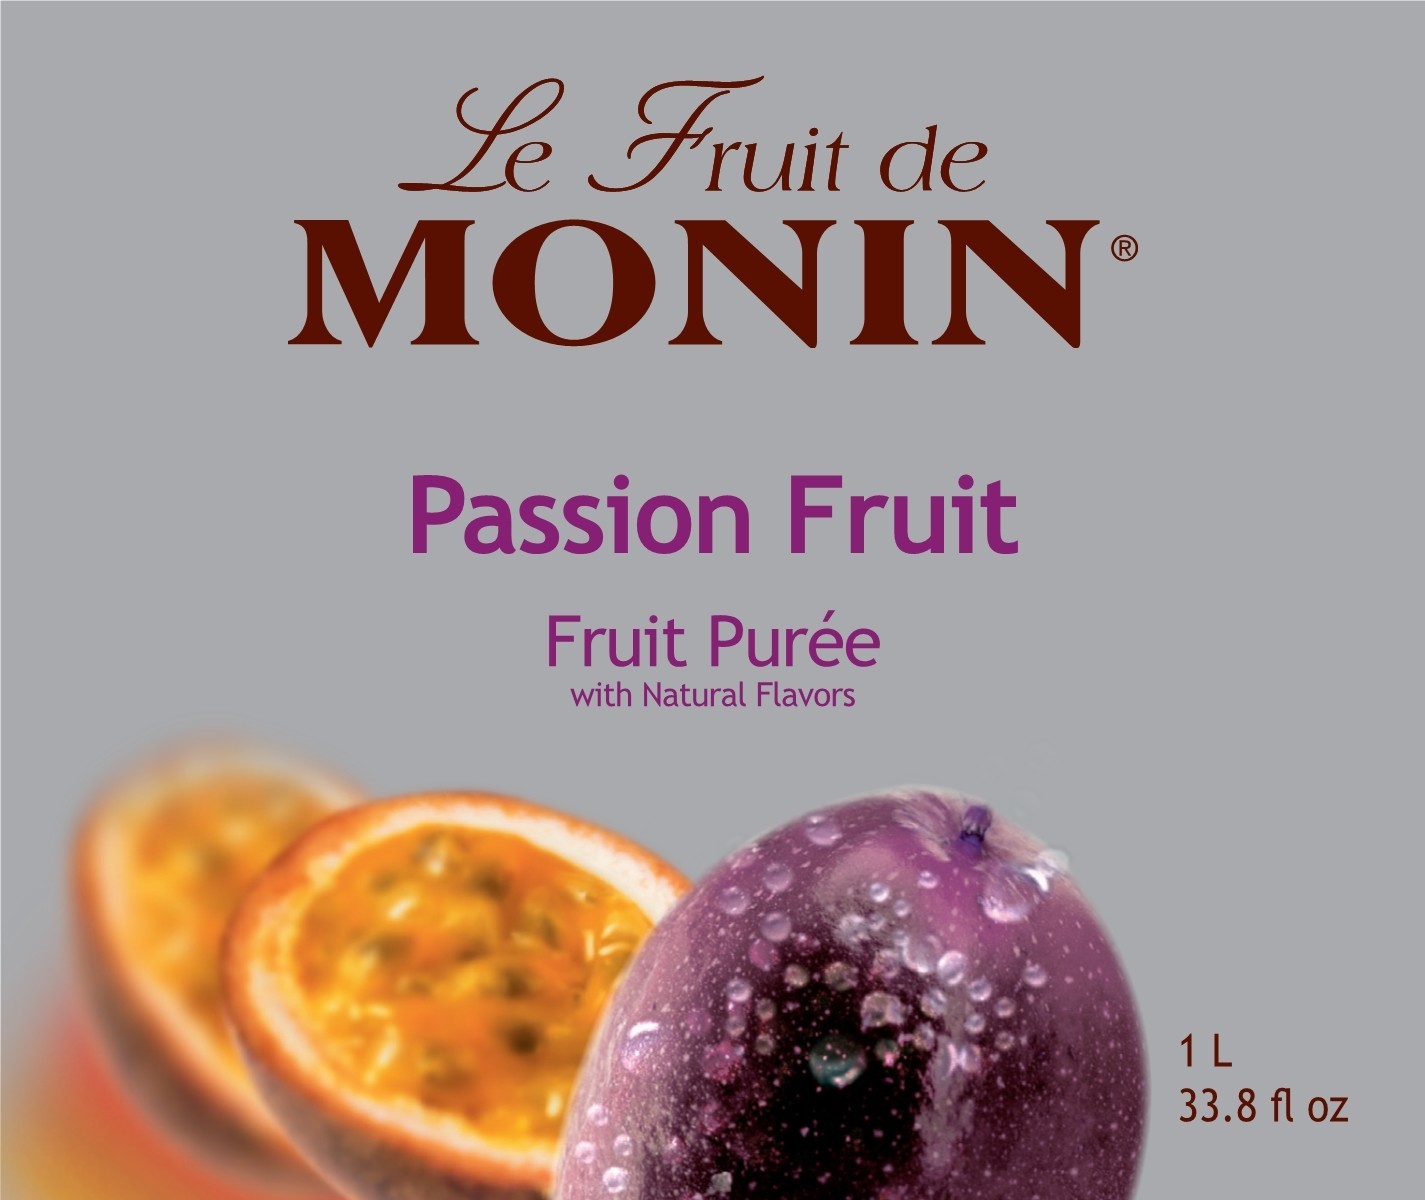 Le Fruit de
MONIN®
Passion Fruit
Fruit Purée
with Natural Flavors
1 L
33.8 fl oz